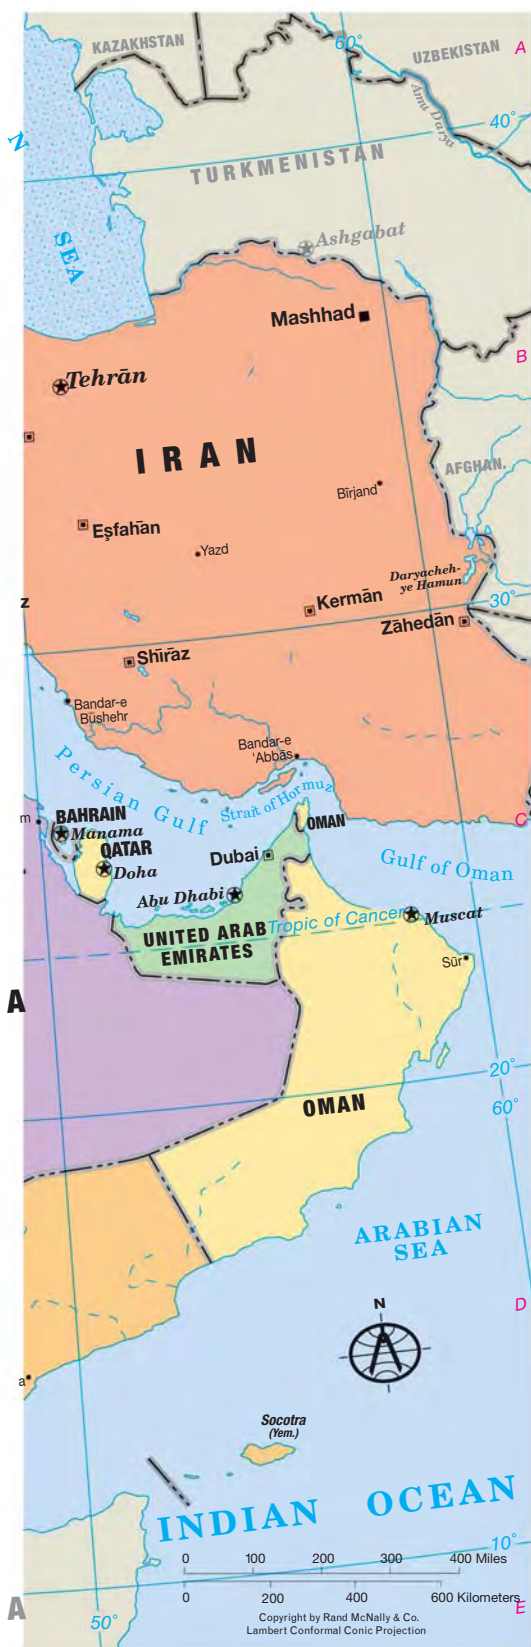 KAZAKHSTAN
60°
UZBEKISTAN
A
N
Amu Darya
40°
TURKMENISTAN
SEA
Ashgabat
Mashhad
B
Tehrān
IRAN
AFGHAN.
Bīrjand
Eşfahān
Yazd
Daryacheh-
ye Hamun
z
Kermān
30°
Zāhedān
Shīrāz
Bandar-e
Būshehr
Bandar-e
'Abbās
Persian Gulf
Strait of Hormuz
m
BAHRAIN
Manama
OMAN
C
QATAR
Doha
Dubai
Gulf of Oman
Abu Dhabi
Tropic of Cancer
Muscat
UNITED ARAB
EMIRATES
Sūr
A
20°
60°
OMAN
ARABIAN
SEA
N
D
a
Socotra
(Yem.)
INDIAN OCEAN
10°
0 100 200 300 400 Miles
0 200 400 600 Kilometers
A
50°
E
Copyright by Rand McNally & Co.
Lambert Conformal Conic Projection